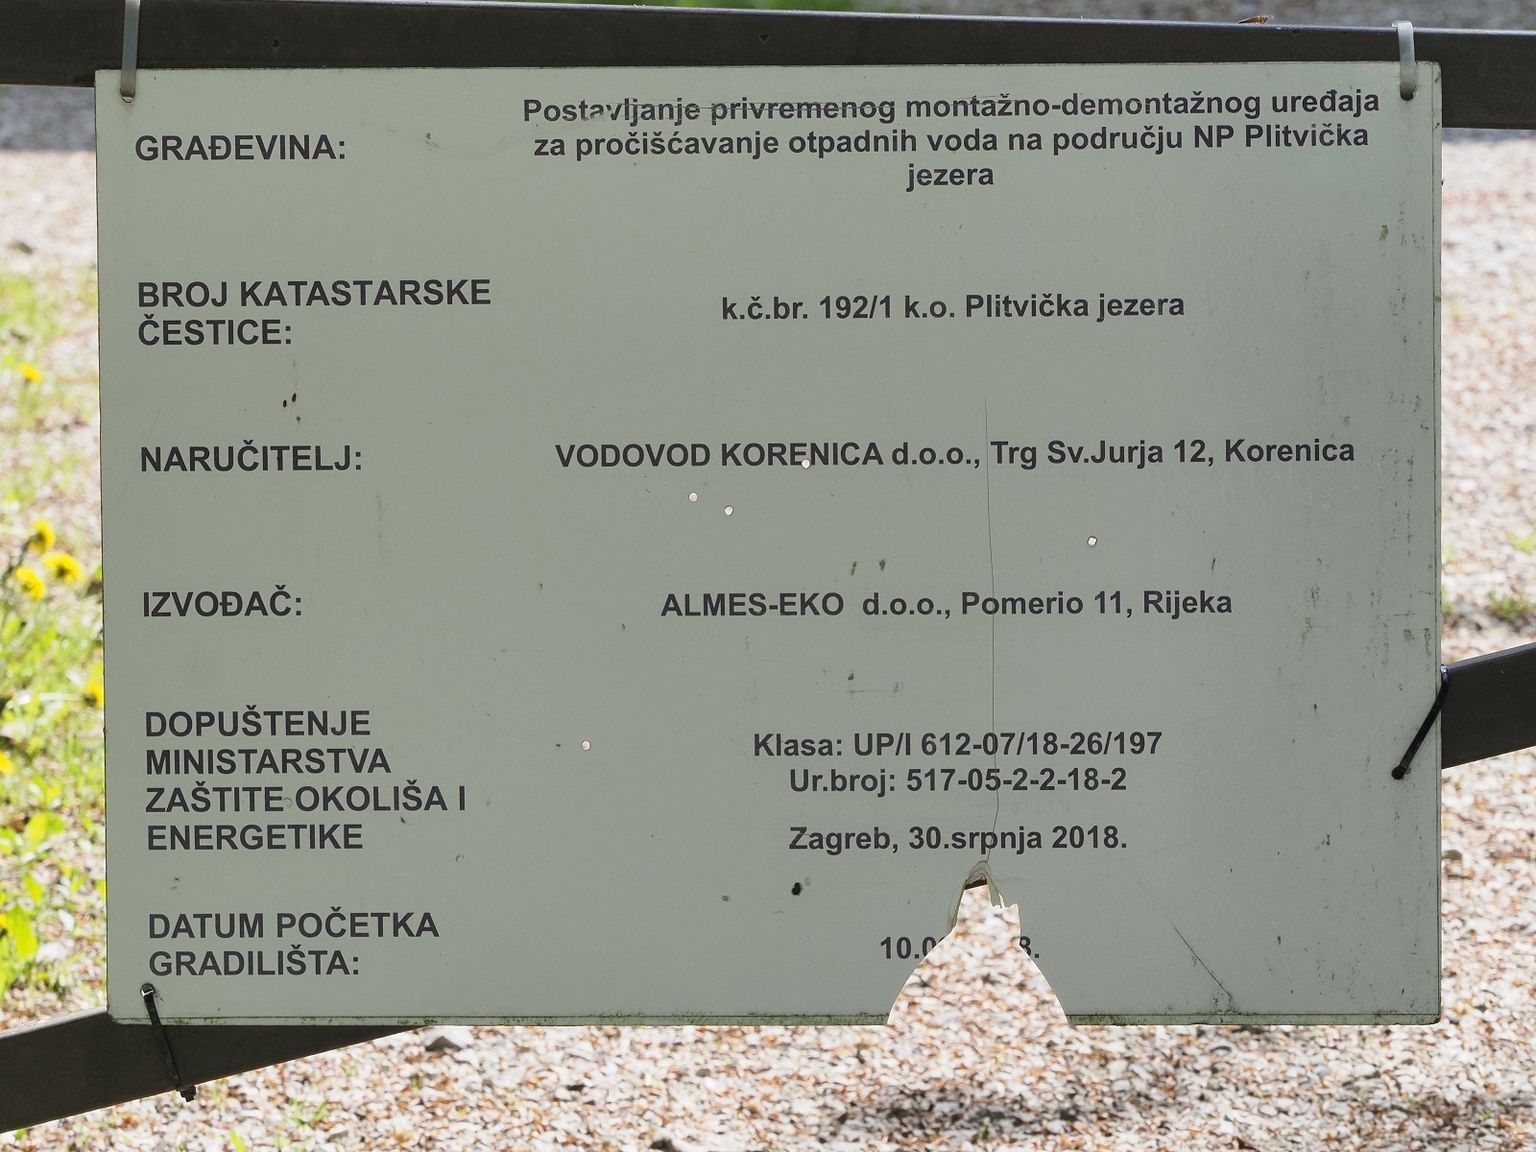 GRAĐEVINA:
Postavljanje privremenog montažno-demontažnog uređaja
za pročišćavanje otpadnih voda na području NP Plitvička
jezera
BROJ KATASTARSKE
ČESTICE:
k.č.br. 192/1 k.o. Plitvička jezera
NARUČITELJ:
VODOVOD KORENICA d.o.o., Trg Sv.Jurja 12, Korenica
IZVOĐAČ:
ALMES-EKO d.o.o., Pomerio 11, Rijeka
DOPUŠTENJE
MINISTARSTVA
ZAŠTITE OKOLIŠA I
ENERGETIKE
Klasa: UP/I 612-07/18-26/197
Ur.broj: 517-05-2-2-18-2
Zagreb, 30.srpnja 2018.
DATUM POČETKA
GRADILIŠTA: